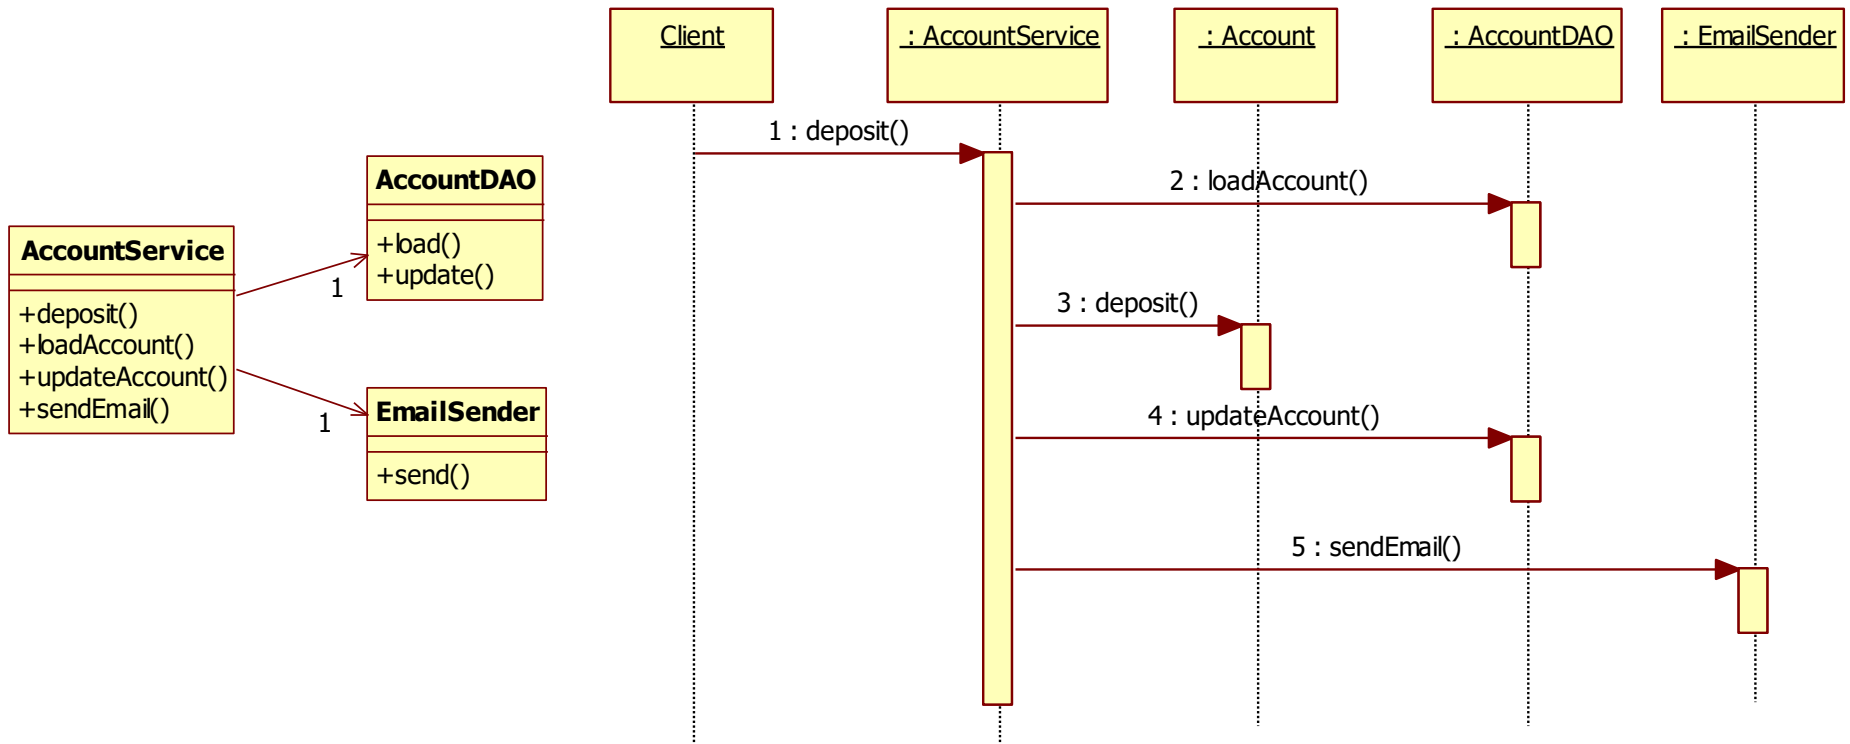 AccountService
+deposit()
+loadAccount()
+updateAccount()
+sendEmail()
1
1
AccountDAO
+load()
+update()
EmailSender
+send()
Client
: AccountService
: Account
: AccountDAO
: EmailSender
1 : deposit()
2 : loadAccount()
3 : deposit()
4 : updateAccount()
5 : sendEmail()